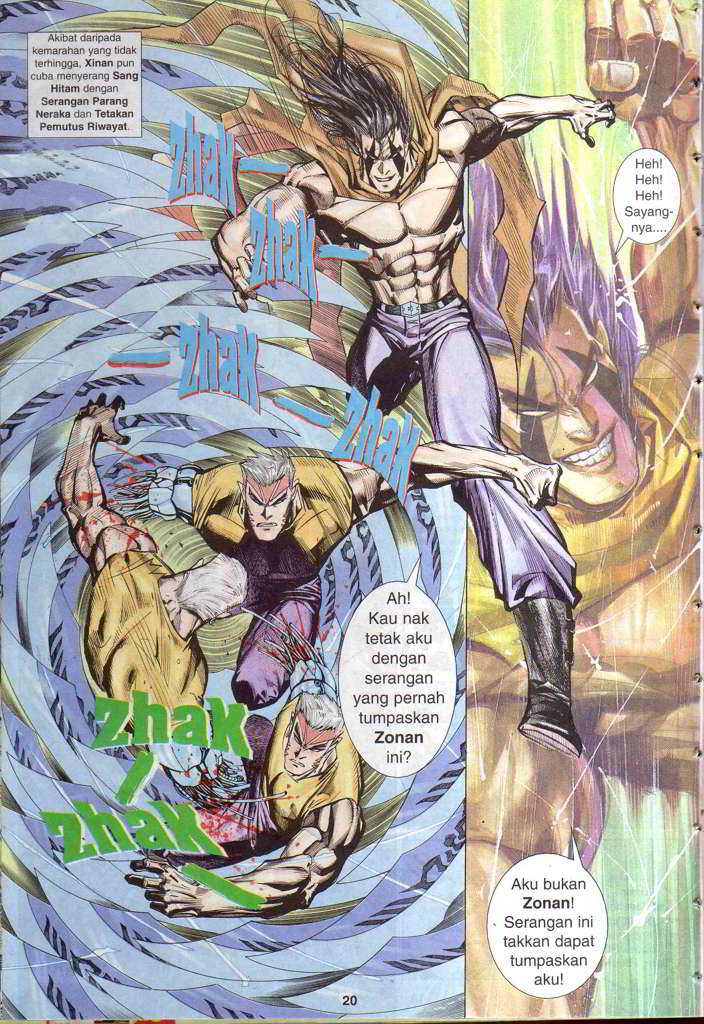 Akibat daripada
kemarahan yang tidak
terhingga, Xinan pun
cuba menyerang Sang
Hitam dengan
Serangan Parang
Neraka dan Tetakan
Pemutus Riwayat.
zhak
zhak
zhak
zhak
Heh!
Heh!
Heh!
Sayang-
nya....
Ah!
Kau nak
tetak aku
dengan
serangan
yang pernah
tumpaskan
Zonan
ini?
zhak
zhak
Aku bukan
Zonan!
Serangan ini
takkan dapat
tumpaskan
aku!
20